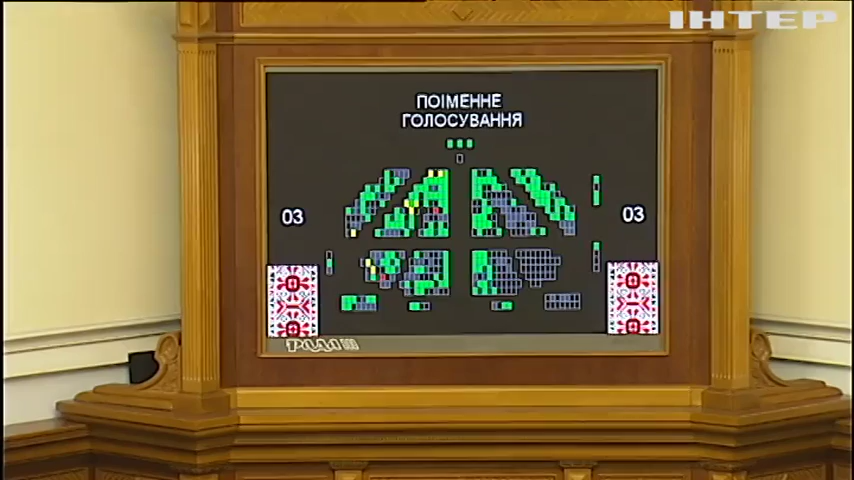 ІНТЕР
ПОІМЕННЕ
ГОЛОСУВАННЯ
03
03
РАДА